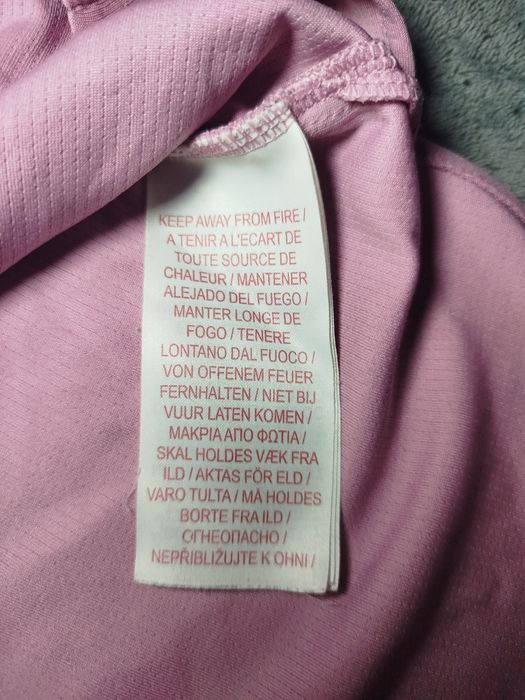 KEEP AWAY FROM FIRE /
A TENIR A L'ECART DE
TOUTE SOURCE DE
CHALEUR / MANTENER
ALEJADO DEL FUEGO /
MANTER LONGE DE
FOGO / TENERE
LONTANO DAL FUOCO /
VON OFFENEM FEUER
FERNHALTEN / NIET BIJ
VUUR LATEN KOMEN /
ΜΑΚΡΙΑ ΑΠΟ ΦΩΤΙΑ /
SKAL HOLDES VÆK FRA
ILD / AKTAS FÖR ELD /
VARO TULTA / MÅ HOLDES
BORTE FRA ILD /
ОГНЕОПАСНО /
NEPŘIBLIŽUJTE K OHNI /